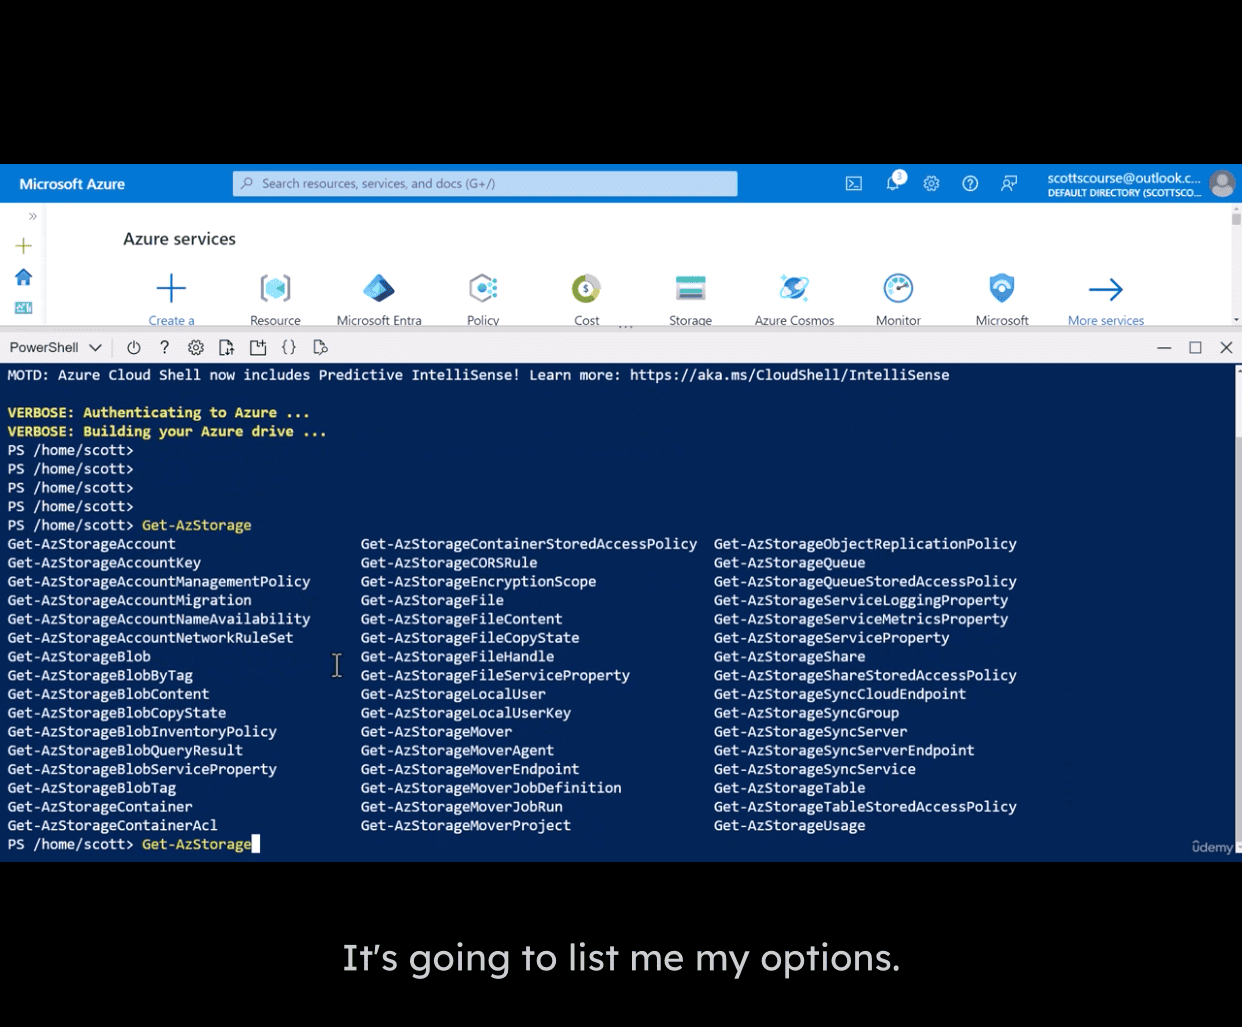 Microsoft Azure
Search resources, services, and docs (G+/)
3
scottscourse@outlook.c...
DEFAULT DIRECTORY (SCOTTSCO...
Azure services
Create a
Resource
Microsoft Entra
Policy
Cost
Storage
Azure Cosmos
Monitor
Microsoft
More services
PowerShell
MOTD: Azure Cloud Shell now includes Predictive IntelliSense! Learn more: https://aka.ms/CloudShell/IntelliSense
VERBOSE: Authenticating to Azure ...
VERBOSE: Building your Azure drive ...
PS /home/scott>
PS /home/scott>
PS /home/scott>
PS /home/scott>
PS /home/scott> Get-AzStorage
Get-AzStorageAccount Get-AzStorageContainerStoredAccessPolicy Get-AzStorageObjectReplicationPolicy
Get-AzStorageAccountKey Get-AzStorageCORSRule Get-AzStorageQueue
Get-AzStorageAccountManagementPolicy Get-AzStorageEncryptionScope Get-AzStorageQueueStoredAccessPolicy
Get-AzStorageAccountMigration Get-AzStorageFile Get-AzStorageServiceLoggingProperty
Get-AzStorageAccountNameAvailability Get-AzStorageFileContent Get-AzStorageServiceMetricsProperty
Get-AzStorageAccountNetworkRuleSet Get-AzStorageFileCopyState Get-AzStorageServiceProperty
Get-AzStorageBlob Get-AzStorageFileHandle Get-AzStorageShare
Get-AzStorageBlobByTag Get-AzStorageFileServiceProperty Get-AzStorageShareStoredAccessPolicy
Get-AzStorageBlobContent Get-AzStorageLocalUser Get-AzStorageSyncCloudEndpoint
Get-AzStorageBlobCopyState Get-AzStorageLocalUserKey Get-AzStorageSyncGroup
Get-AzStorageBlobInventoryPolicy Get-AzStorageMover Get-AzStorageSyncServer
Get-AzStorageBlobQueryResult Get-AzStorageMoverAgent Get-AzStorageSyncServerEndpoint
Get-AzStorageBlobServiceProperty Get-AzStorageMoverEndpoint Get-AzStorageSyncService
Get-AzStorageBlobTag Get-AzStorageMoverJobDefinition Get-AzStorageTable
Get-AzStorageContainer Get-AzStorageMoverJobRun Get-AzStorageTableStoredAccessPolicy
Get-AzStorageContainerAcl Get-AzStorageMoverProject Get-AzStorageUsage
PS /home/scott> Get-AzStorage
ûdemy
It's going to list me my options.